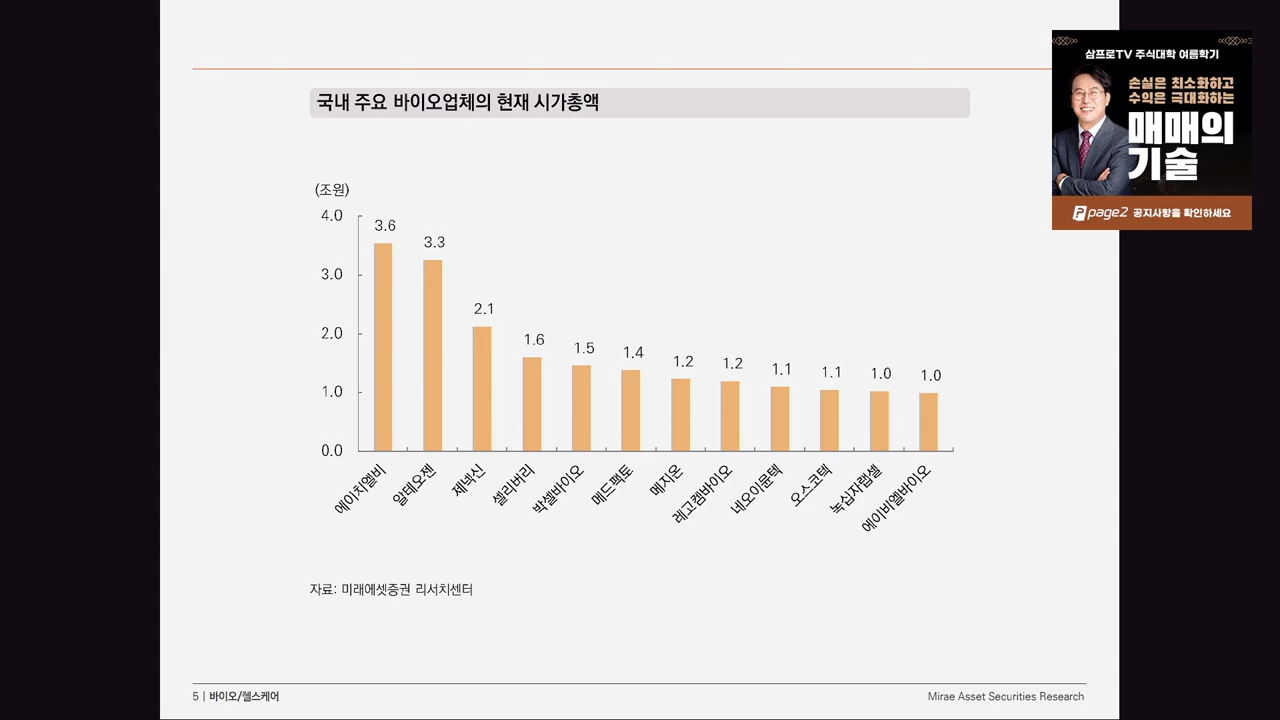 국내 주요 바이오업체의 현재 시가총액
(조원)
4.0
3.0
2.0
1.0
0.0
3.6
3.3
2.1
1.6
1.5
1.4
1.2
1.2
1.1
1.1
1.0
1.0
에이치엘비
알테오젠
제넥신
셀리버리
박셀바이오
메드팩토
메지온
레고켐바이오
네오이뮨텍
오스코텍
녹십자랩셀
에이비엘바이오
자료: 미래에셋증권 리서치센터
5 | 바이오/헬스케어
Mirae Asset Securities Research
삼프로TV 주식대학 여름학기
손실은 최소화하고
수익은 극대화하는
매매의
기술
page2 공지사항을 확인하세요